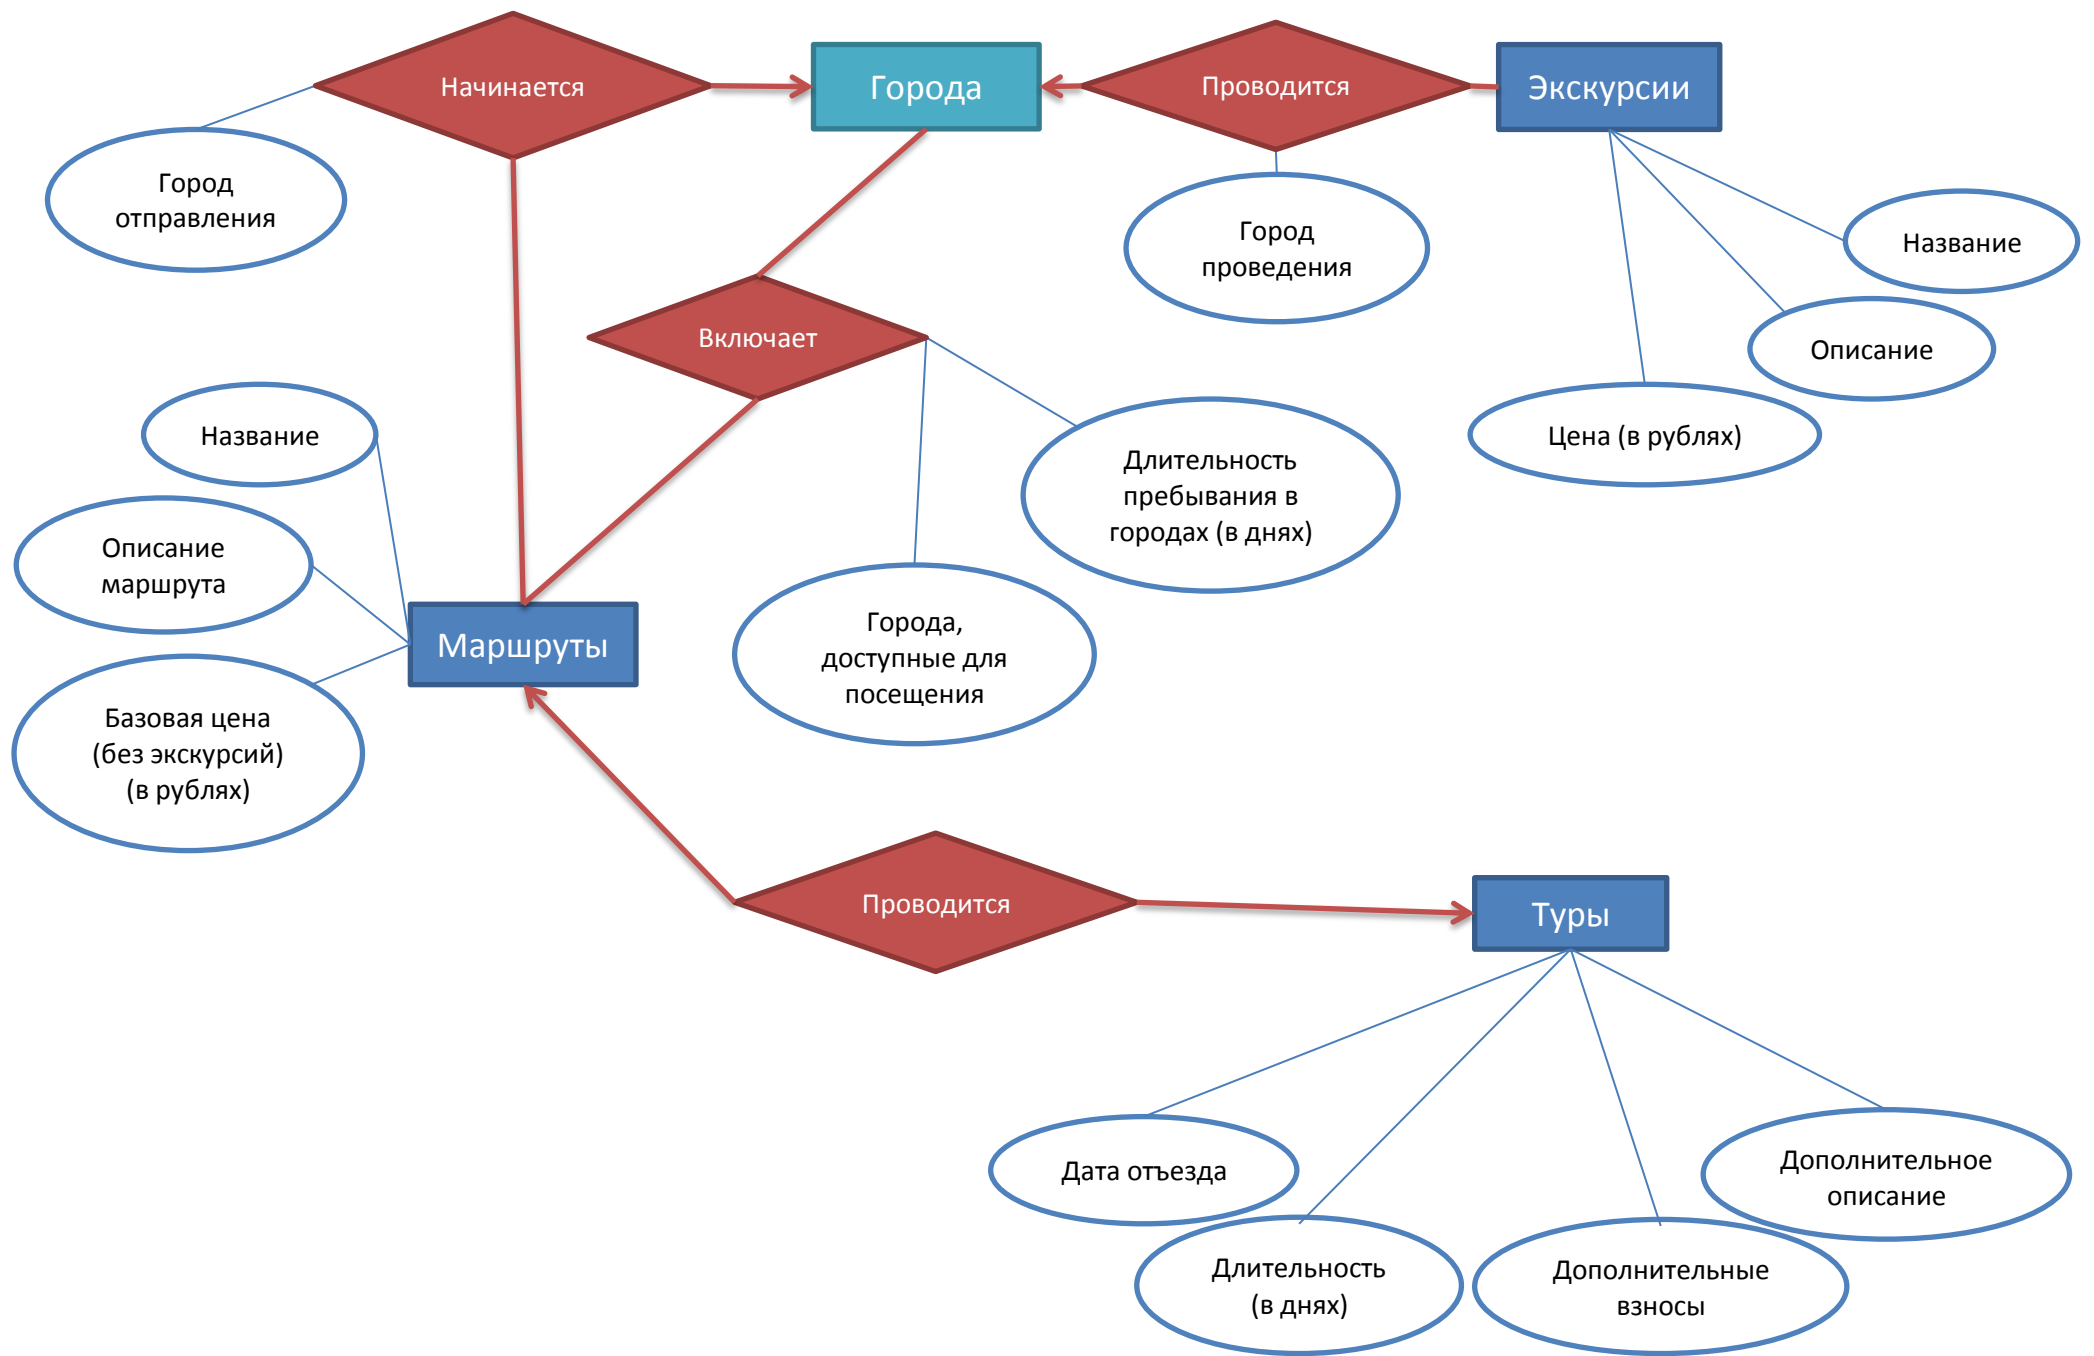 Начинается
Города
Проводится
Экскурсии
Город
отправления
Город
проведения
Название
Включает
Описание
Название
Цена (в рублях)
Длительность
пребывания в
городах (в днях)
Описание
маршрута
Маршруты
Города,
доступные для
посещения
Базовая цена
(без экскурсий)
(в рублях)
Проводится
Туры
Дата отъезда
Дополнительное
описание
Длительность
(в днях)
Дополнительные
взносы